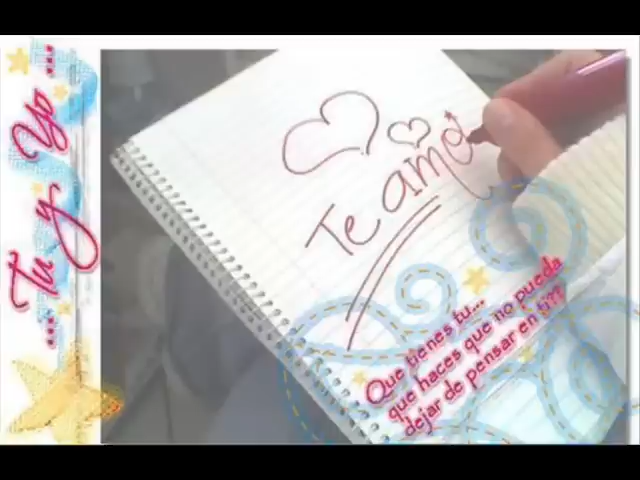 ... Tu y Yo ...
Te amo
Que tienes tu...
que haces que no pueda
dejar de pensar en ti??